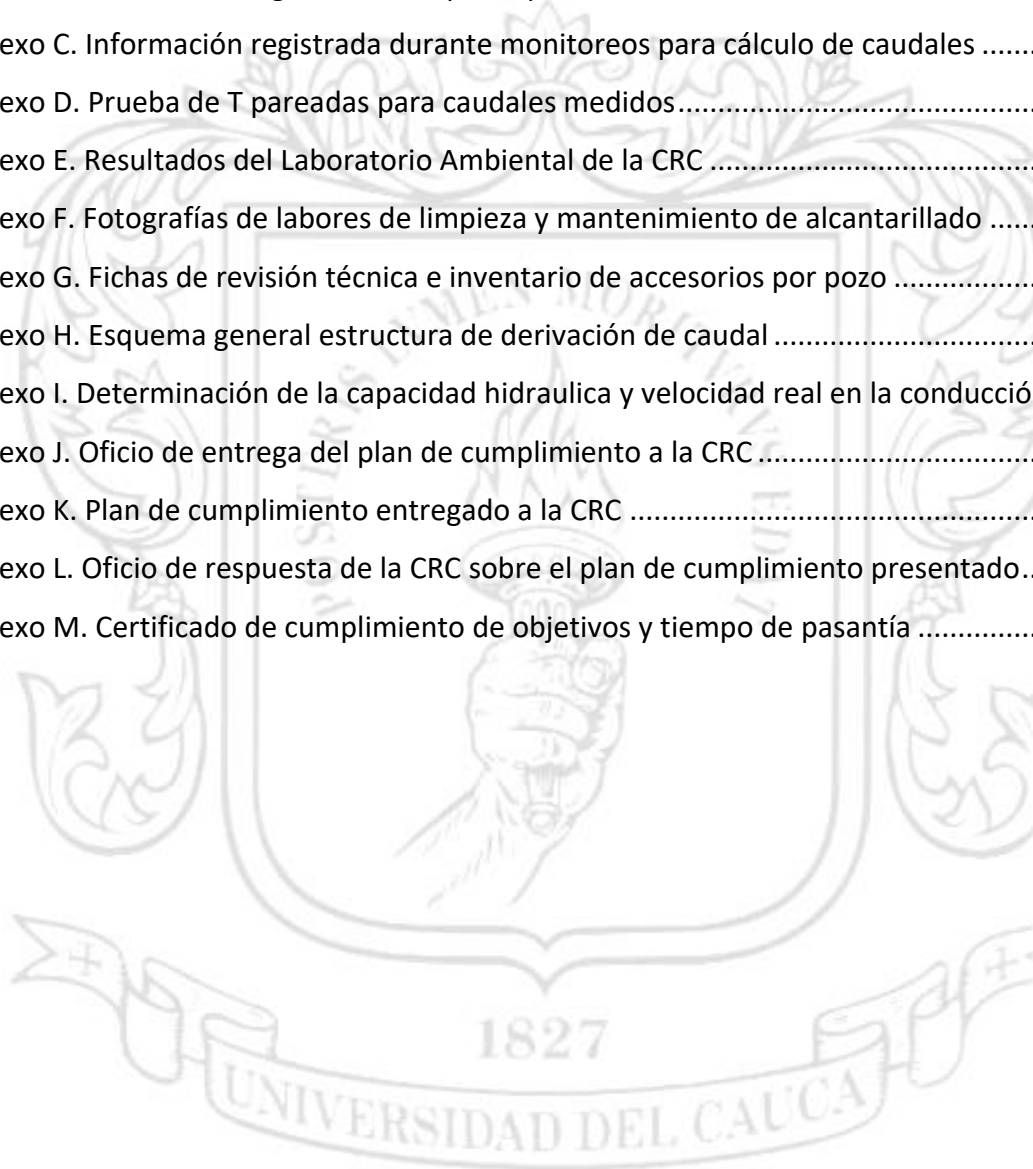 exo C. Información registrada durante monitoreos para cálculo de caudales .......
exo D. Prueba de T pareadas para caudales medidos.......................................
exo E. Resultados del Laboratorio Ambiental de la CRC ...................................
exo F. Fotografías de labores de limpieza y mantenimiento de alcantarillado ......
exo G. Fichas de revisión técnica e inventario de accesorios por pozo .................
exo H. Esquema general estructura de derivación de caudal .............................
exo I. Determinación de la capacidad hidraulica y velocidad real en la conducció
exo J. Oficio de entrega del plan de cumplimiento a la CRC ..............................
exo K. Plan de cumplimiento entregado a la CRC ............................................
exo L. Oficio de respuesta de la CRC sobre el plan de cumplimiento presentado..
exo M. Certificado de cumplimiento de objetivos y tiempo de pasantía ..............
POSTERIS LUMEN MORITURUS EDAT
1827
UNIVERSIDAD DEL CAUCA